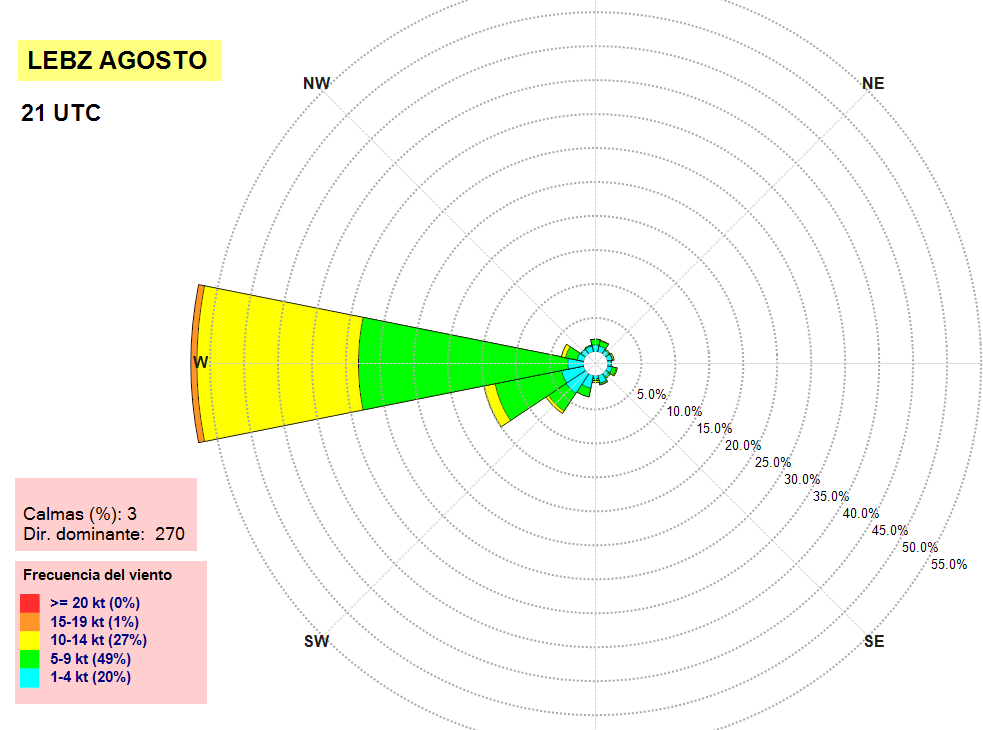 LEBZ AGOSTO
21 UTC
NW
NE
W
5.0%
10.0%
15.0%
20.0%
25.0%
30.0%
35.0%
40.0%
45.0%
50.0%
55.0%
SW
SE
Calmas (%): 3
Dir. dominante: 270
Frecuencia del viento
>= 20 kt (0%)
15-19 kt (1%)
10-14 kt (27%)
5-9 kt (49%)
1-4 kt (20%)